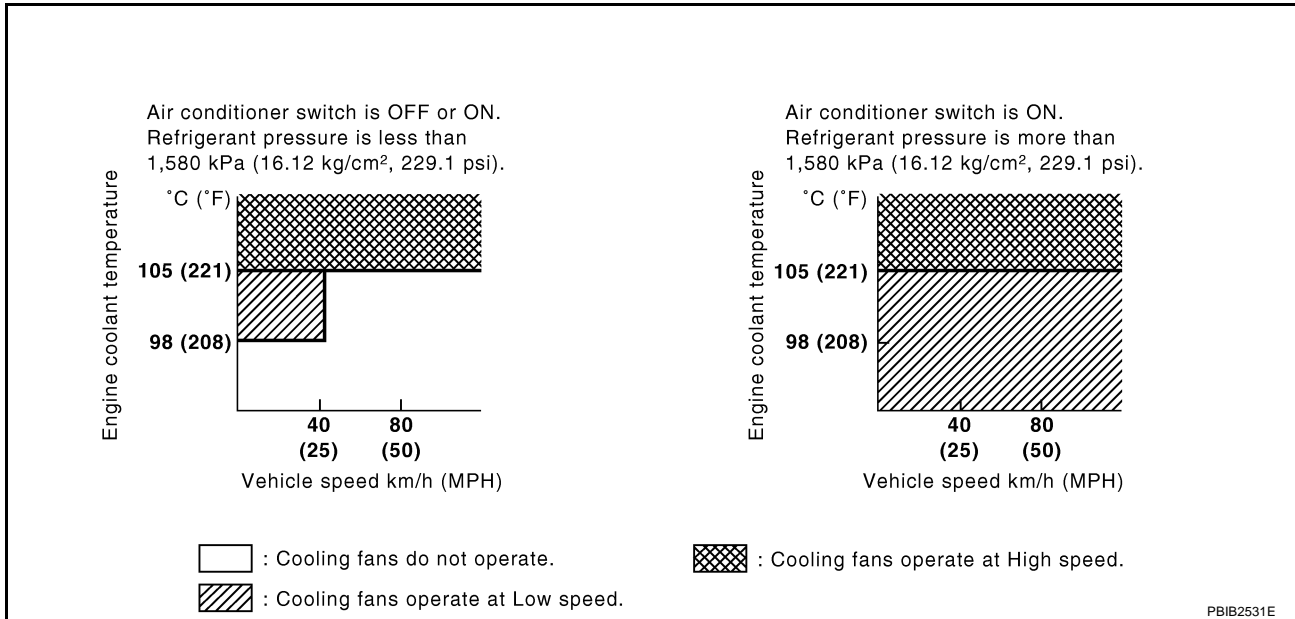 Air conditioner switch is OFF or ON.
Refrigerant pressure is less than
1,580 kPa (16.12 kg/cm², 229.1 psi).
Engine coolant temperature
˚C (˚F)
105 (221)
98 (208)
40
(25)
80
(50)
Vehicle speed km/h (MPH)
Air conditioner switch is ON.
Refrigerant pressure is more than
1,580 kPa (16.12 kg/cm², 229.1 psi).
Engine coolant temperature
˚C (˚F)
105 (221)
98 (208)
40
(25)
80
(50)
Vehicle speed km/h (MPH)
: Cooling fans do not operate.
: Cooling fans operate at Low speed.
: Cooling fans operate at High speed.
PBIB2531E